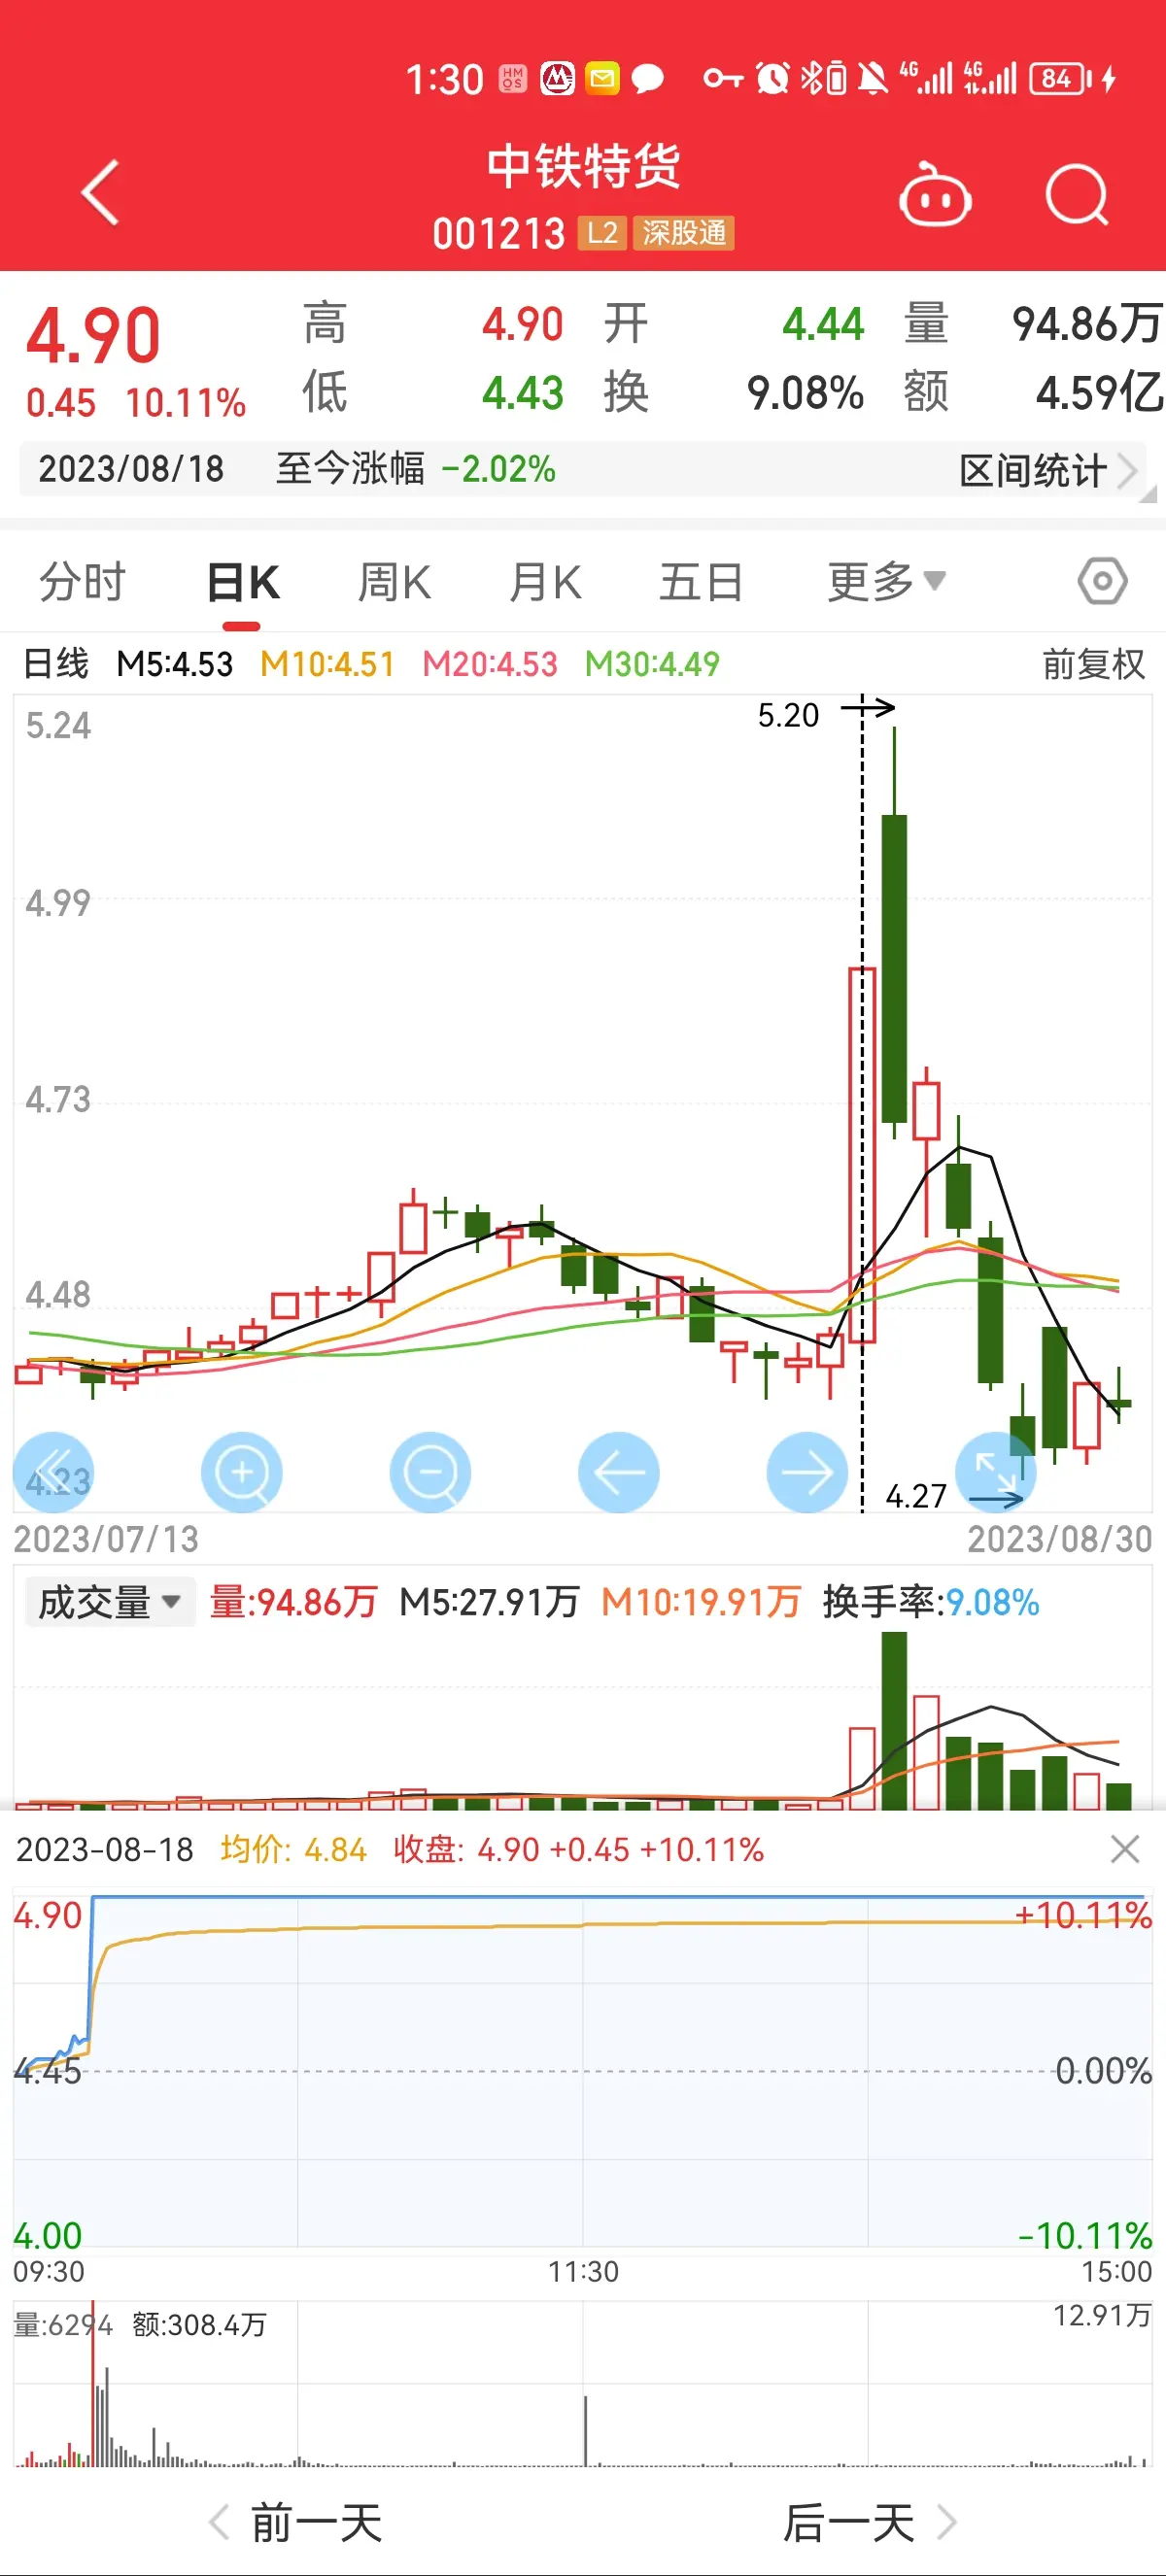 1:30 HM OS 4G 4G 84
中铁特货
001213 L2 深股通
4.90 高 4.90 开 4.44 量 94.86万
0.45 10.11% 低 4.43 换 9.08% 额 4.59亿
2023/08/18 至今涨幅 -2.02% 区间统计
分时 日K 周K 月K 五日 更多
日线 M5:4.53 M10:4.51 M20:4.53 M30:4.49 前复权
5.24
5.20
4.99
4.73
4.48
4.23
4.27
2023/07/13 2023/08/30
成交量 量:94.86万 M5:27.91万 M10:19.91万 换手率:9.08%
2023-08-18 均价: 4.84 收盘: 4.90 +0.45 +10.11%
4.90 +10.11%
4.45 0.00%
4.00 -10.11%
09:30 11:30 15:00
量:6294 额:308.4万 12.91万
前一天 后一天